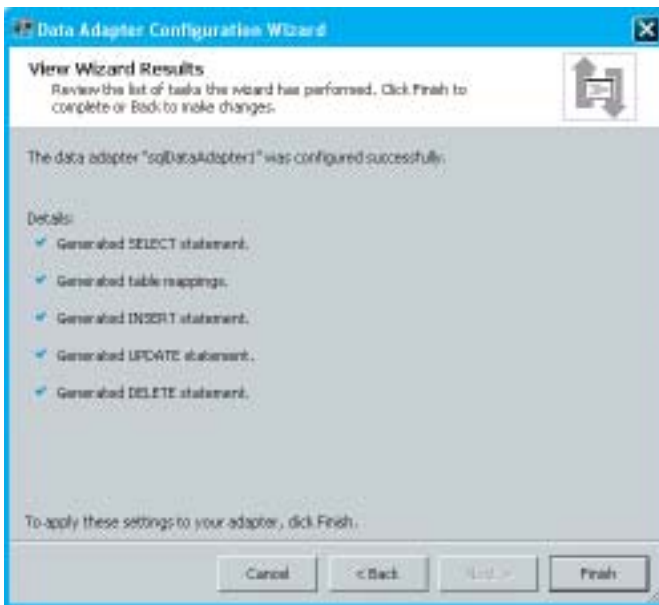 Data Adapter Configuration Wizard
View Wizard Results
Review the list of tasks the wizard has performed. Click Finish to
complete or Back to make changes.
The data adapter "sqlDataAdapter1" was configured successfully.
Details:
Generated SELECT statement.
Generated table mappings.
Generated INSERT statement.
Generated UPDATE statement.
Generated DELETE statement.
To apply these settings to your adapter, click Finish.
Cancel
< Back
Next >
Finish